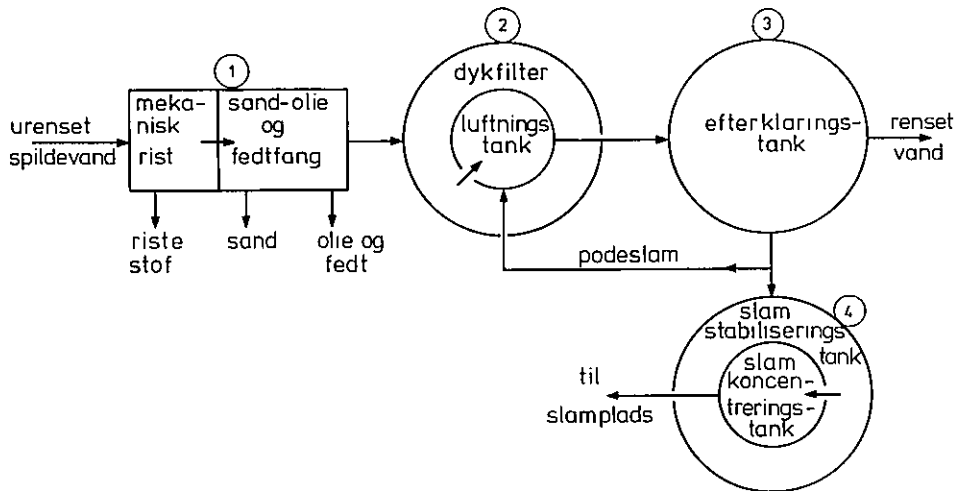 1
2
3
4
urenset
spildevand
meka-
nisk
rist
sand-olie
og
fedtfang
riste
stof
sand
olie og
fedt
dykfilter
luftnings
tank
efterklarings-
tank
renset
vand
podeslam
slam
stabiliserings
tank
slam
koncen-
trerings-
tank
til
slamplads